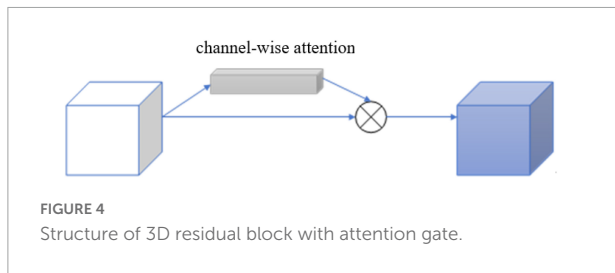 channel-wise attention
FIGURE 4
Structure of 3D residual block with attention gate.